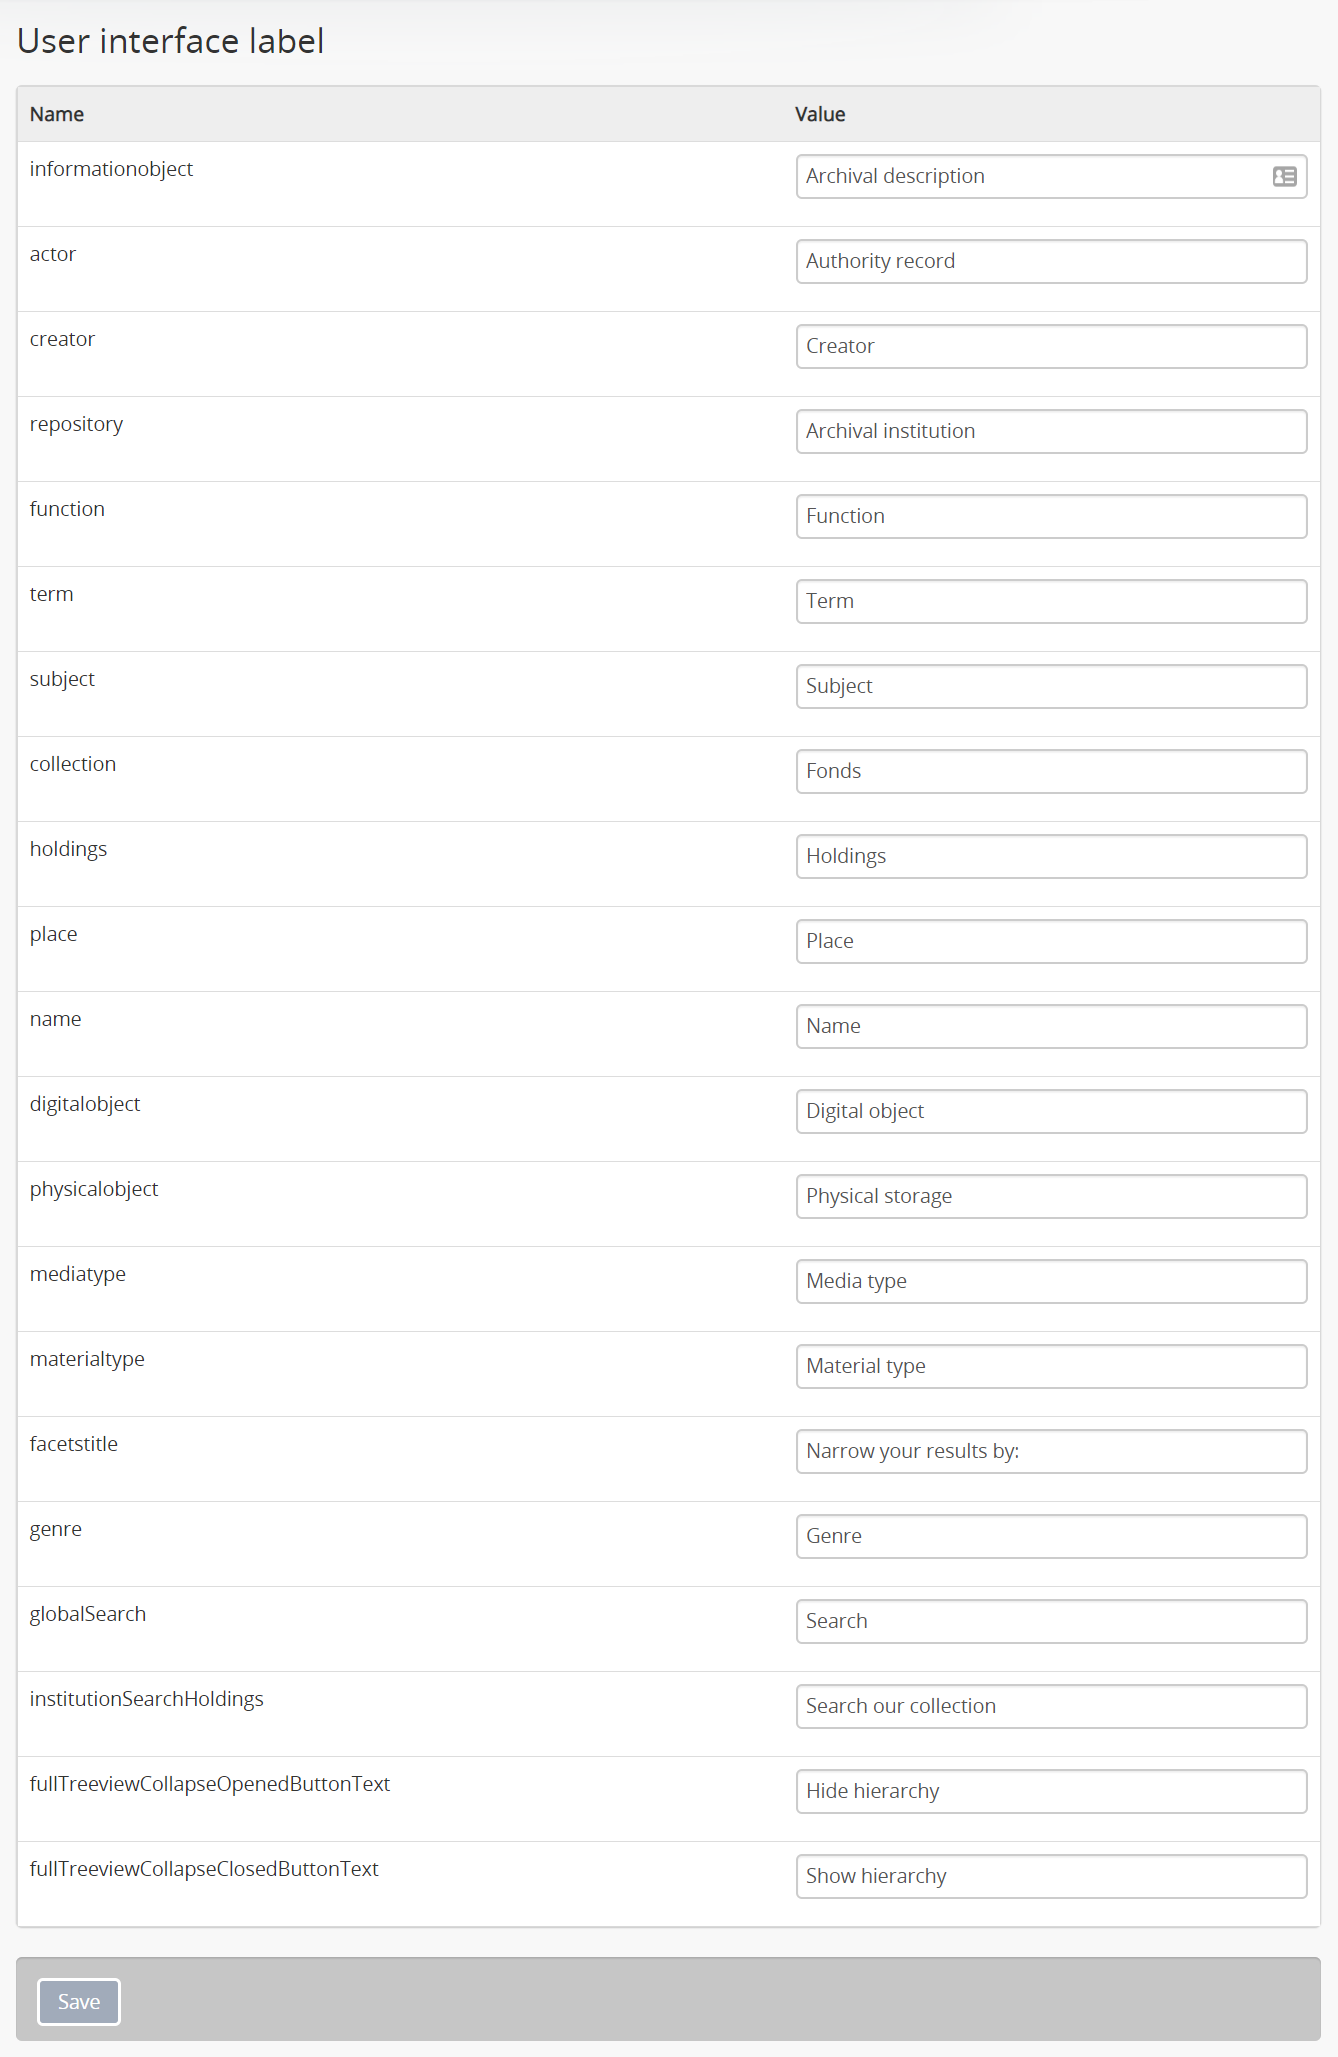 User interface label
Name Value
informationobject Archival description
actor Authority record
creator Creator
repository Archival institution
function Function
term Term
subject Subject
collection Fonds
holdings Holdings
place Place
name Name
digitalobject Digital object
physicalobject Physical storage
mediatype Media type
materialtype Material type
facetstitle Narrow your results by:
genre Genre
globalSearch Search
institutionSearchHoldings Search our collection
fullTreeviewCollapseOpenedButtonText Hide hierarchy
fullTreeviewCollapseClosedButtonText Show hierarchy
Save